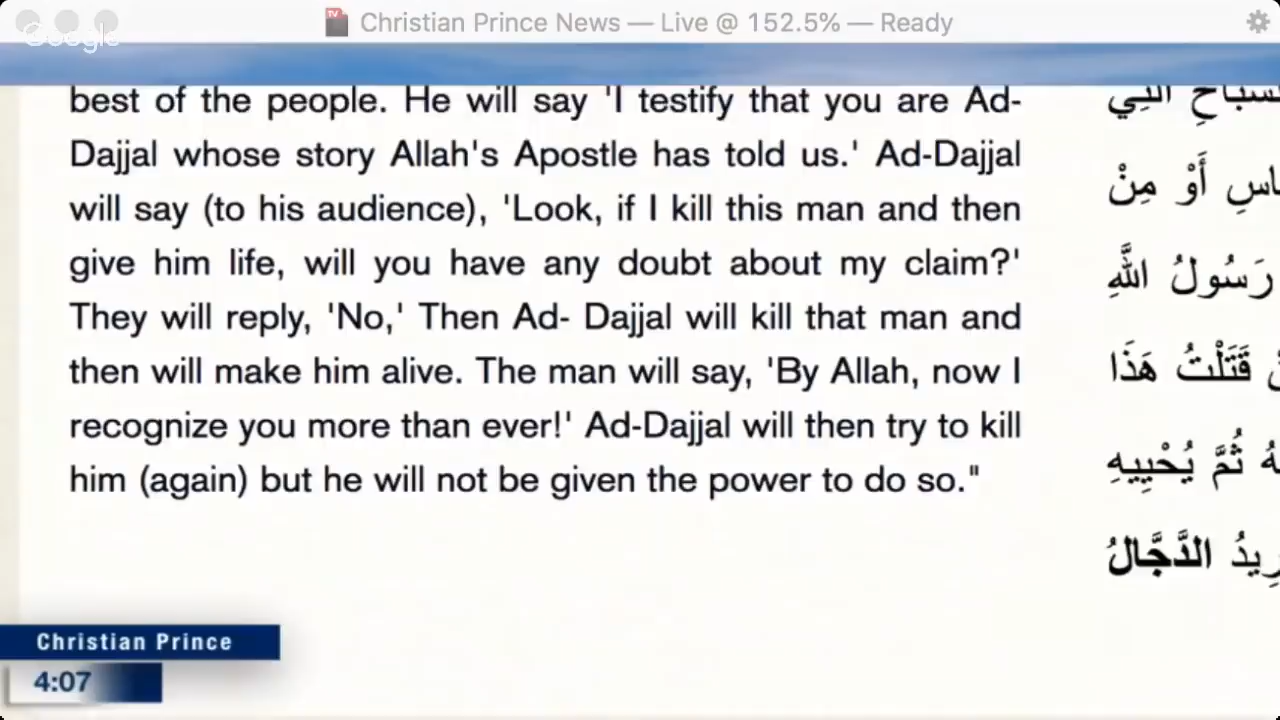 Christian Prince News — Live @ 152.5% — Ready
Google
best of the people. He will say 'I testify that you are Ad-
Dajjal whose story Allah's Apostle has told us.' Ad-Dajjal
will say (to his audience), 'Look, if I kill this man and then
give him life, will you have any doubt about my claim?'
They will reply, 'No,' Then Ad- Dajjal will kill that man and
then will make him alive. The man will say, 'By Allah, now I
recognize you more than ever!' Ad-Dajjal will then try to kill
him (again) but he will not be given the power to do so."
أَوْ مِنْ
رَسُولُ اللَّهِ
قَتَلْتُ هَذَا
ثُمَّ يُحْيِيهِ
الدَّجَّالُ
Christian Prince
4:07